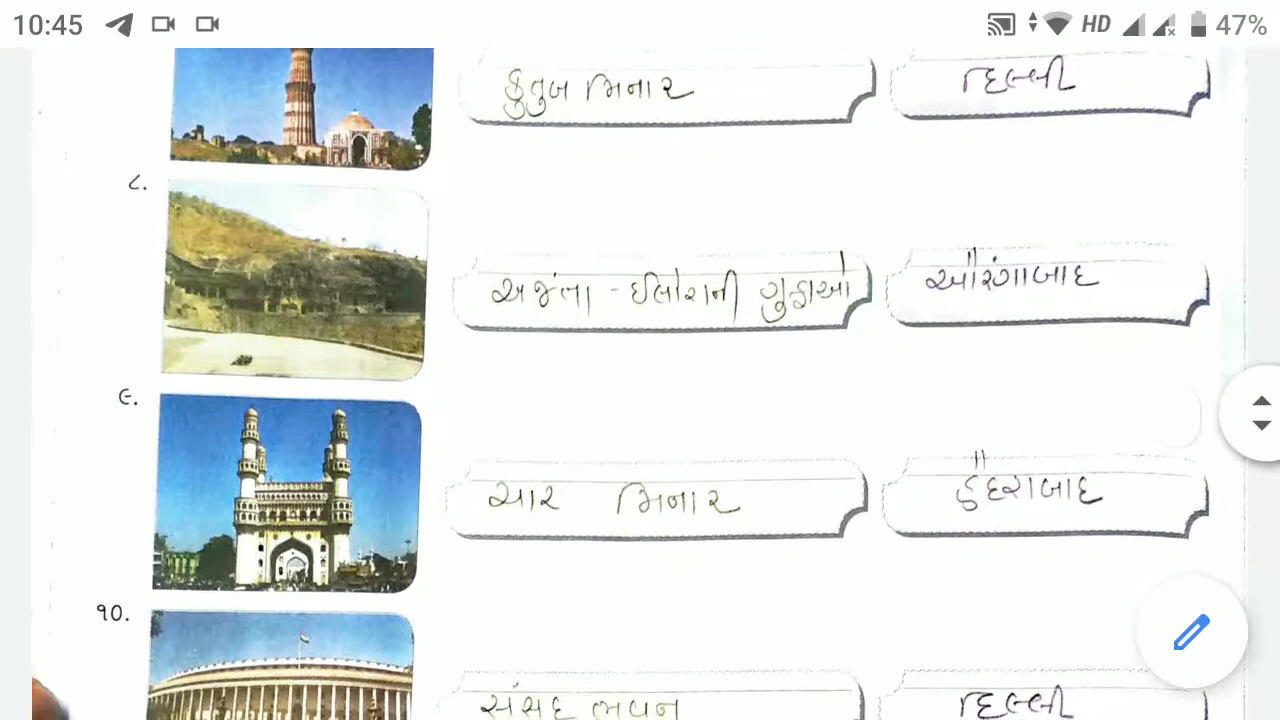 10:45 HD 47%
કુતુબ મિનાર દિલ્લી
૮.
અજંતા - ઈલોરાની ગુફાઓ ઔરંગાબાદ
૯.
ચાર મિનાર હૈદરાબાદ
૧૦.
સંસદ ભવન દિલ્લી